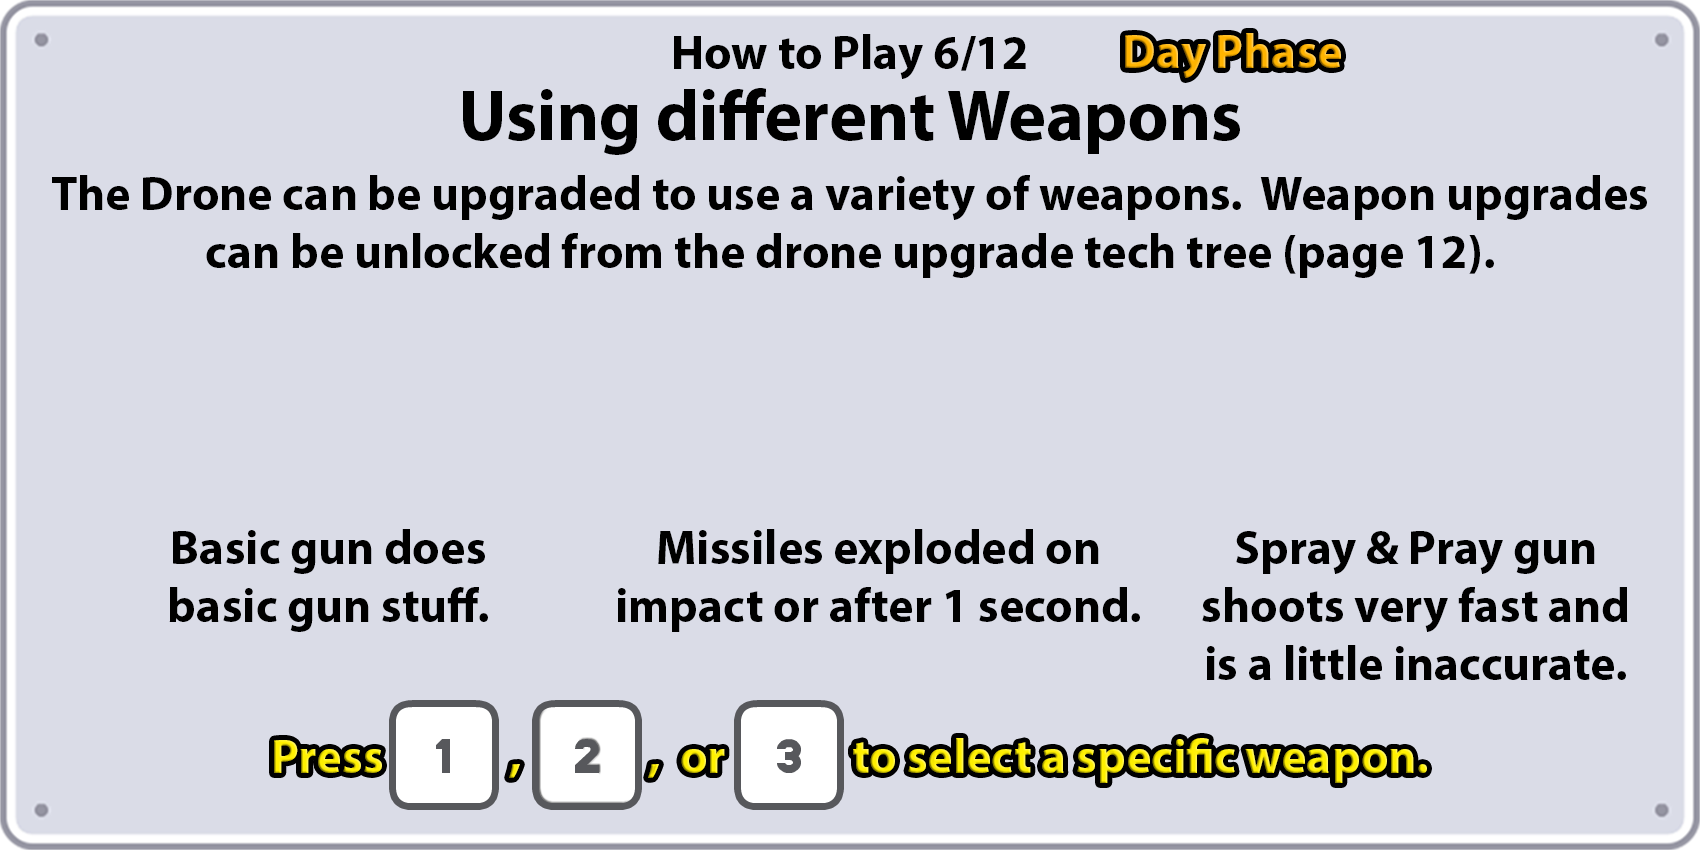 How to Play 6/12 Day Phase
Using different Weapons
The Drone can be upgraded to use a variety of weapons. Weapon upgrades
can be unlocked from the drone upgrade tech tree (page 12).
Basic gun does
basic gun stuff.
Missiles exploded on
impact or after 1 second.
Spray & Pray gun
shoots very fast and
is a little inaccurate.
Press 1 , 2 , or 3 to select a specific weapon.